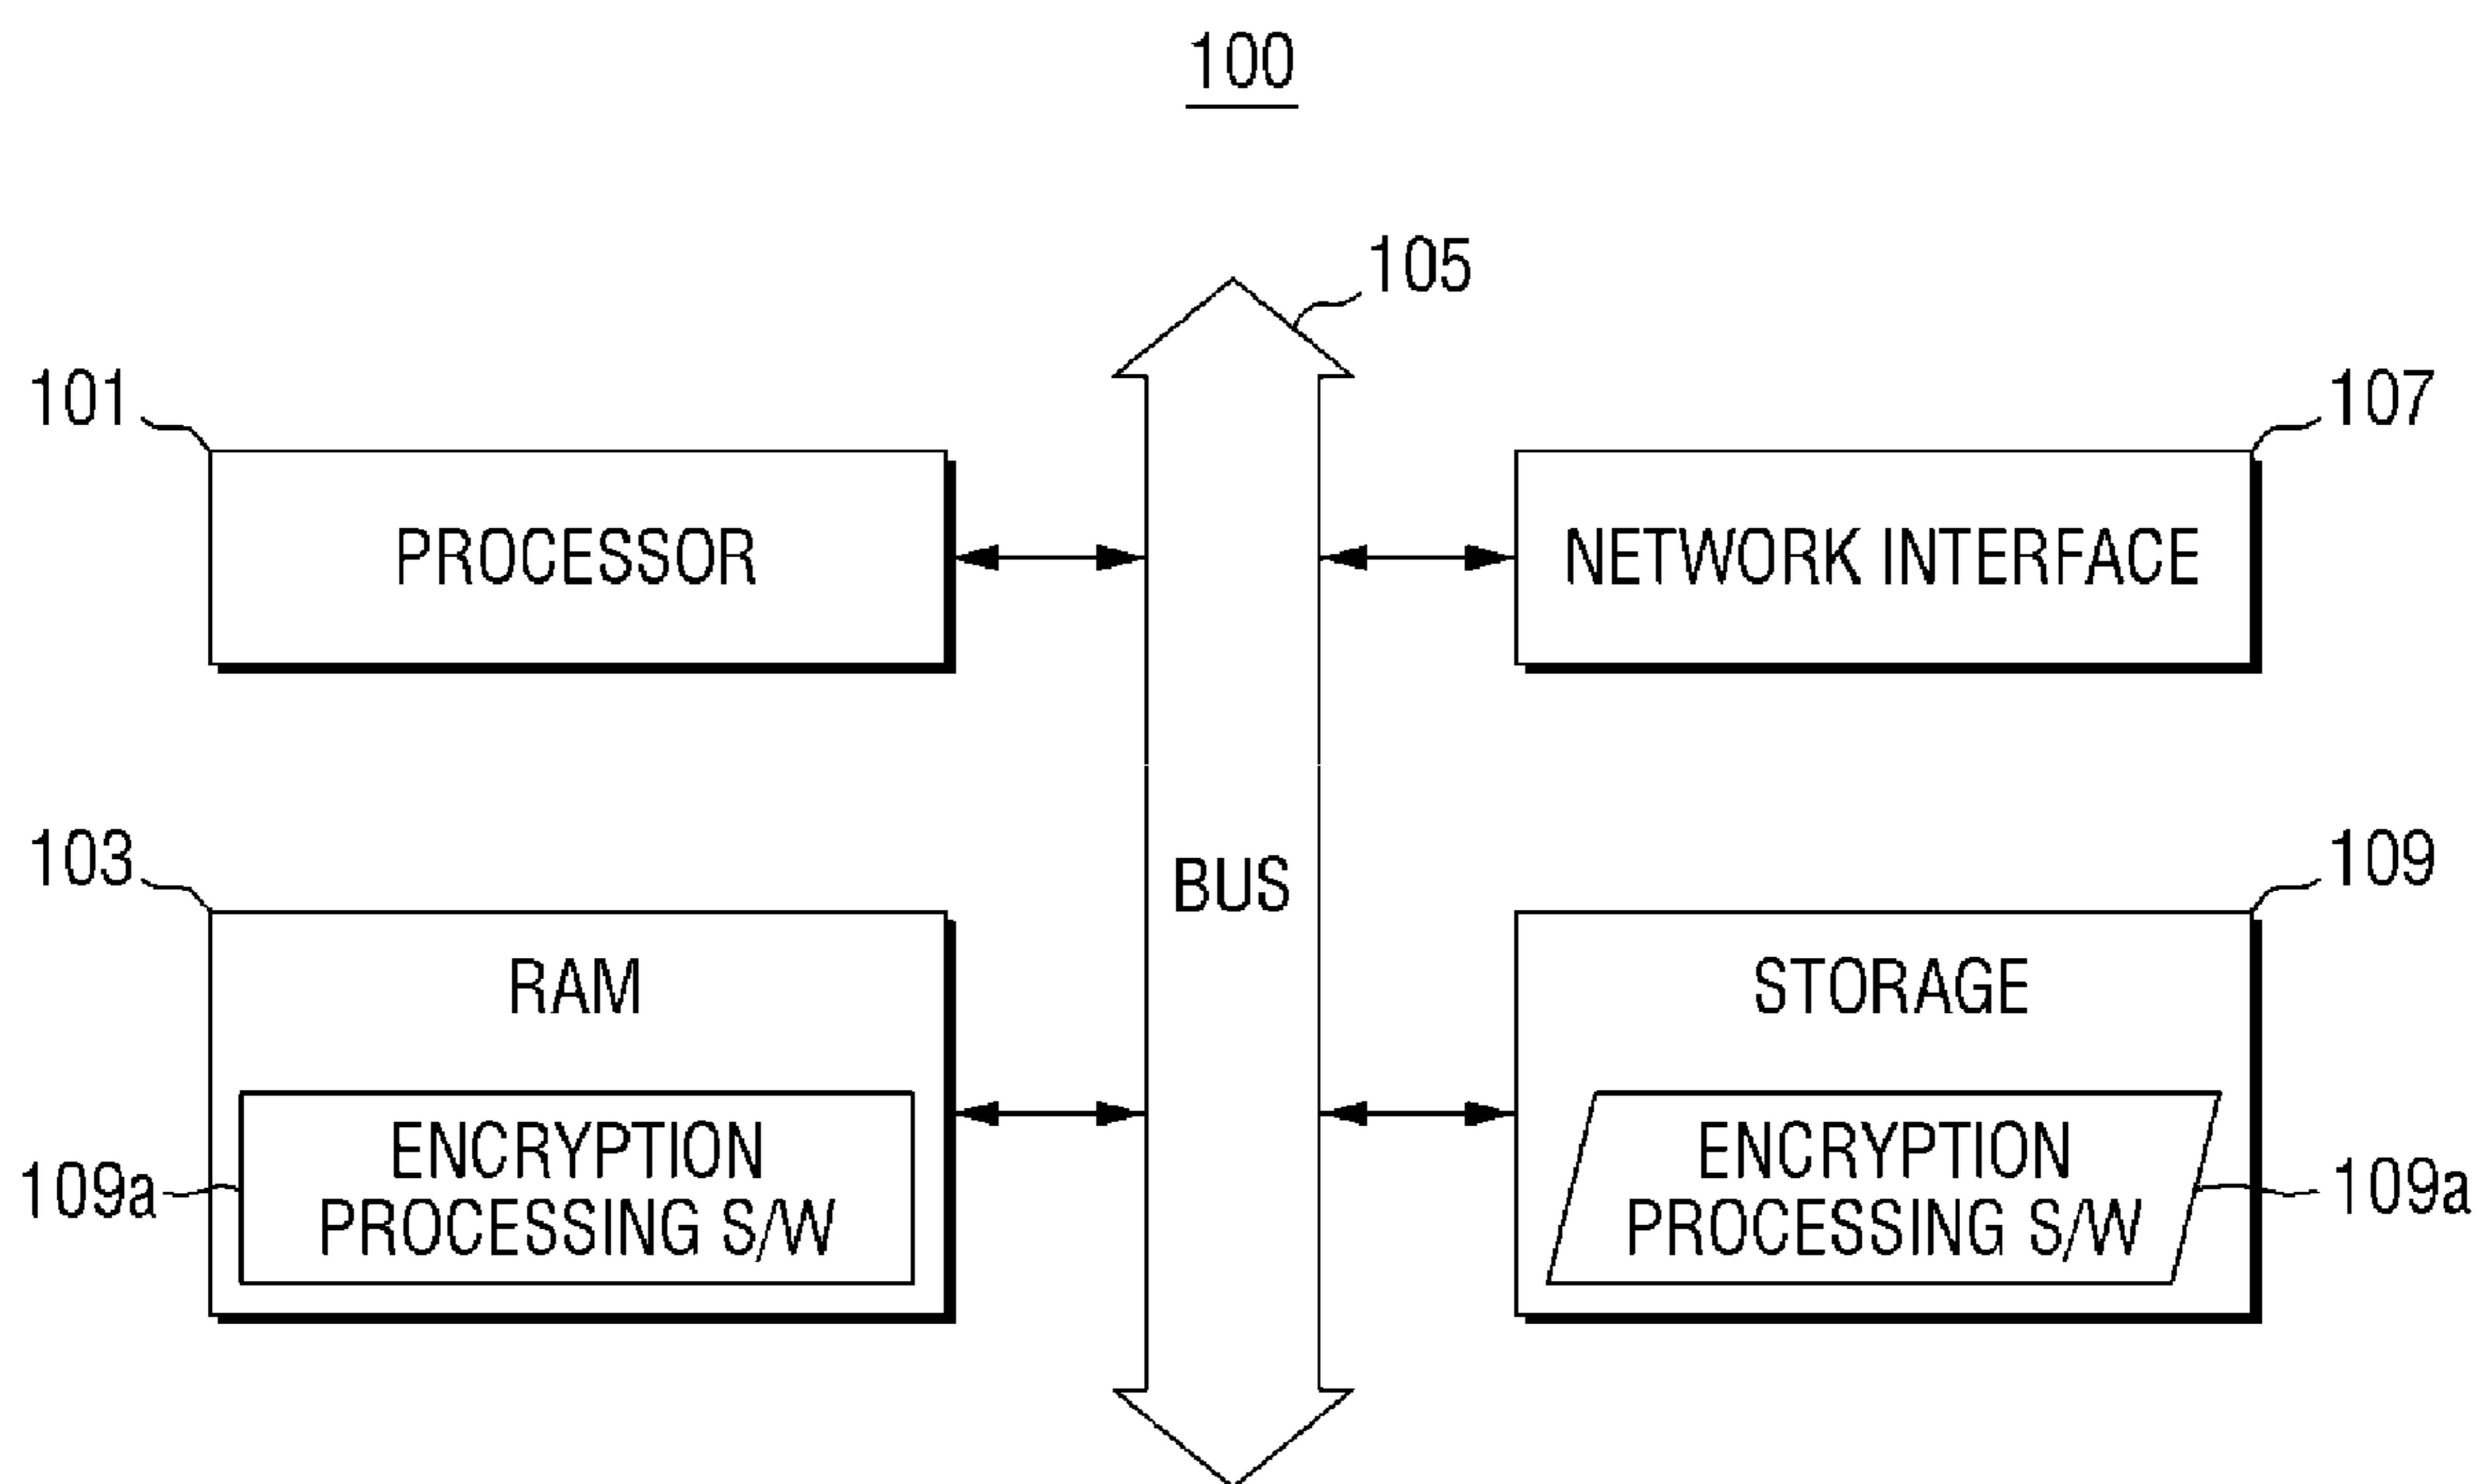 100
105
101
107
PROCESSOR
NETWORK INTERFACE
103
109
BUS
RAM
STORAGE
ENCRYPTION
PROCESSING S/W
109a
ENCRYPTION
PROCESSING S/W
109a